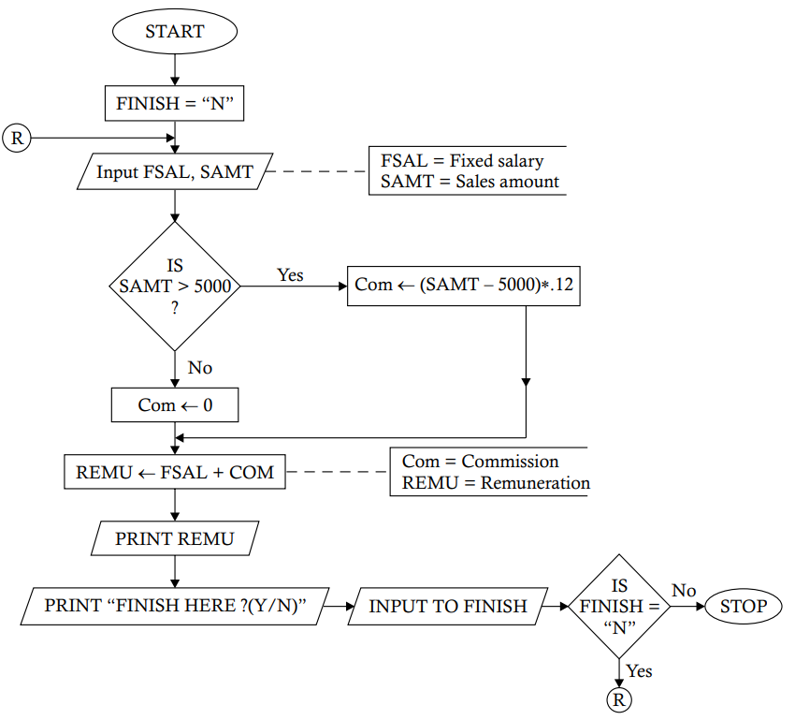 START
FINISH = “N”
R
Input FSAL, SAMT
FSAL = Fixed salary
SAMT = Sales amount
IS
SAMT > 5000
?
Yes
Com ← (SAMT – 5000)*.12
No
Com ← 0
REMU ← FSAL + COM
Com = Commission
REMU = Remuneration
PRINT REMU
PRINT “FINISH HERE ?(Y/N)”
INPUT TO FINISH
IS
FINISH =
“N”
No
STOP
Yes
R